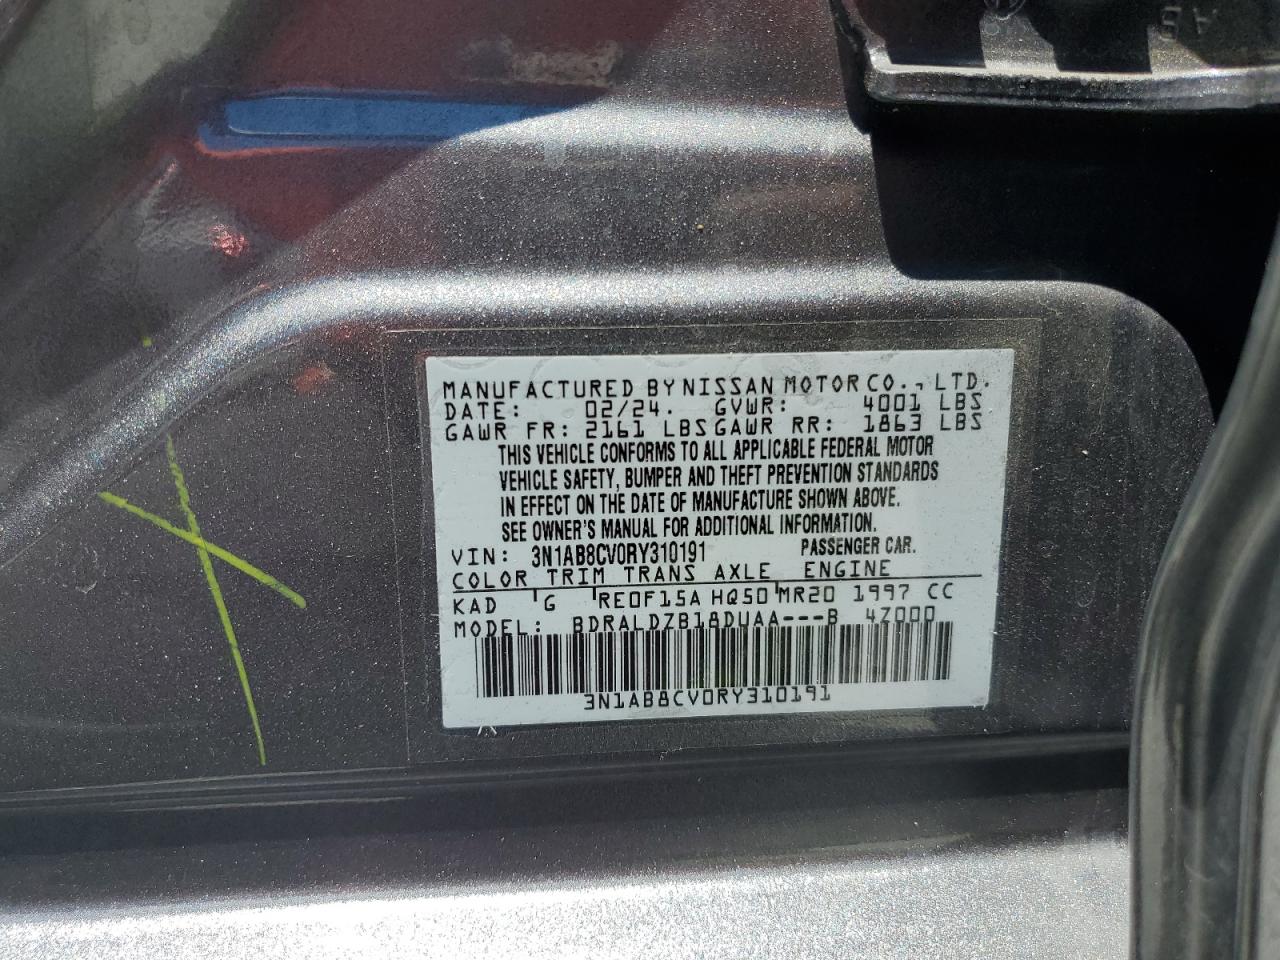 AB
MANUFACTURED BY NISSAN MOTOR CO., LTD.
DATE: 02/24. GVWR: 4001 LBS
GAWR FR: 2161 LBS GAWR RR: 1863 LBS
THIS VEHICLE CONFORMS TO ALL APPLICABLE FEDERAL MOTOR
VEHICLE SAFETY, BUMPER AND THEFT PREVENTION STANDARDS
IN EFFECT ON THE DATE OF MANUFACTURE SHOWN ABOVE.
SEE OWNER'S MANUAL FOR ADDITIONAL INFORMATION.
VIN: 3N1AB8CV0RY310191 PASSENGER CAR.
COLOR TRIM TRANS AXLE ENGINE
KAD G RE0F15A HQ50 MR20 1997 CC
MODEL: BDRALDZB18DUAA---B 4Z000
3N1AB8CV0RY310191